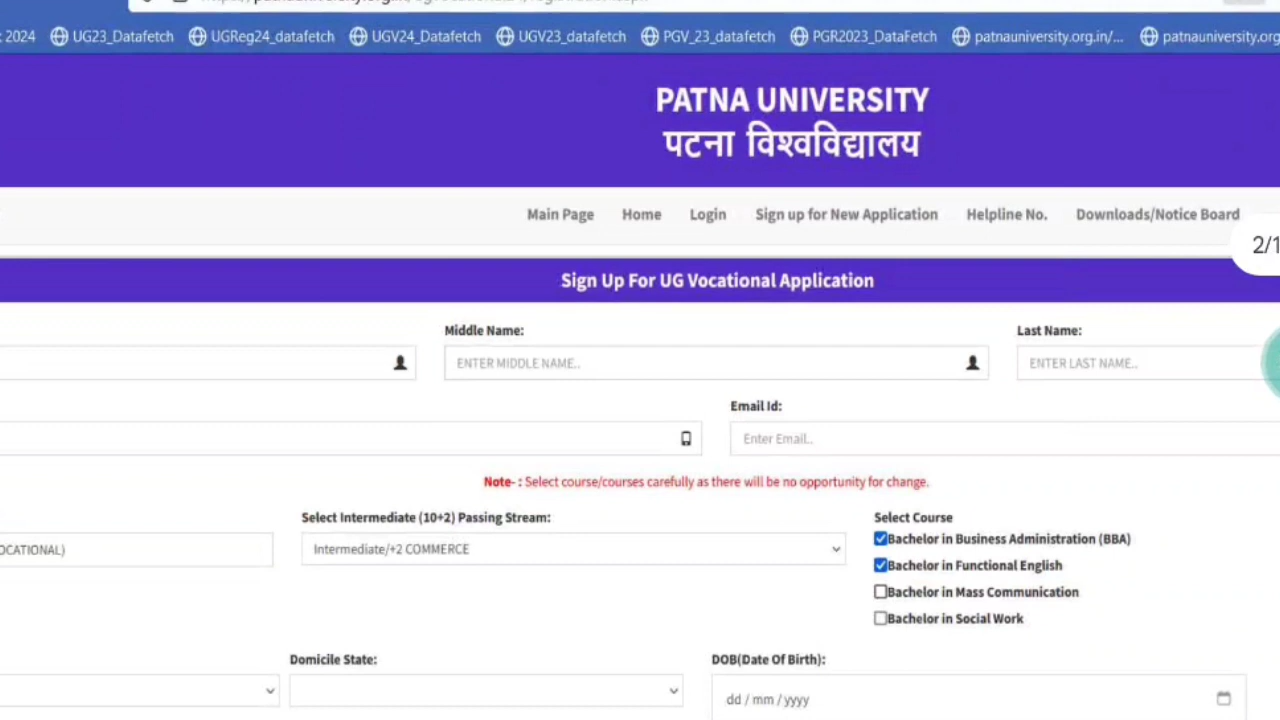 2024
UG23_Datafetch
UGReg24_datafetch
UGV24_Datafetch
UGV23_datafetch
PGV_23_datafetch
PGR2023_DataFetch
patnauniversity.org.in/...
patnauniversity.org
PATNA UNIVERSITY
पटना विश्वविद्यालय
Main Page
Home
Login
Sign up for New Application
Helpline No.
Downloads/Notice Board
2/1
Sign Up For UG Vocational Application
Middle Name:
Last Name:
ENTER MIDDLE NAME..
ENTER LAST NAME..
Email Id:
Enter Email..
Note- : Select course/courses carefully as there will be no opportunity for change.
Select Intermediate (10+2) Passing Stream:
Select Course
OCATIONAL)
Intermediate/+2 COMMERCE
Bachelor in Business Administration (BBA)
Bachelor in Functional English
Bachelor in Mass Communication
Bachelor in Social Work
Domicile State:
DOB(Date Of Birth):
dd / mm / yyyy